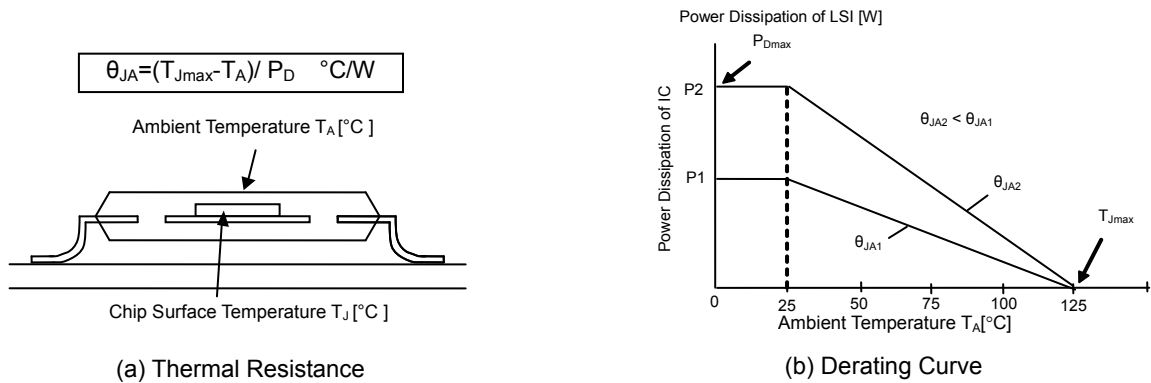 θJA=(TJmax-TA)/ PD °C/W
Ambient Temperature TA [°C ]
Chip Surface Temperature TJ [°C ]
(a) Thermal Resistance
Power Dissipation of LSI [W]
PDmax
P2
θJA2 < θJA1
Power Dissipation of IC
P1
θJA2
TJmax
θJA1
0 25 50 75 100 125
Ambient Temperature TA[°C]
(b) Derating Curve